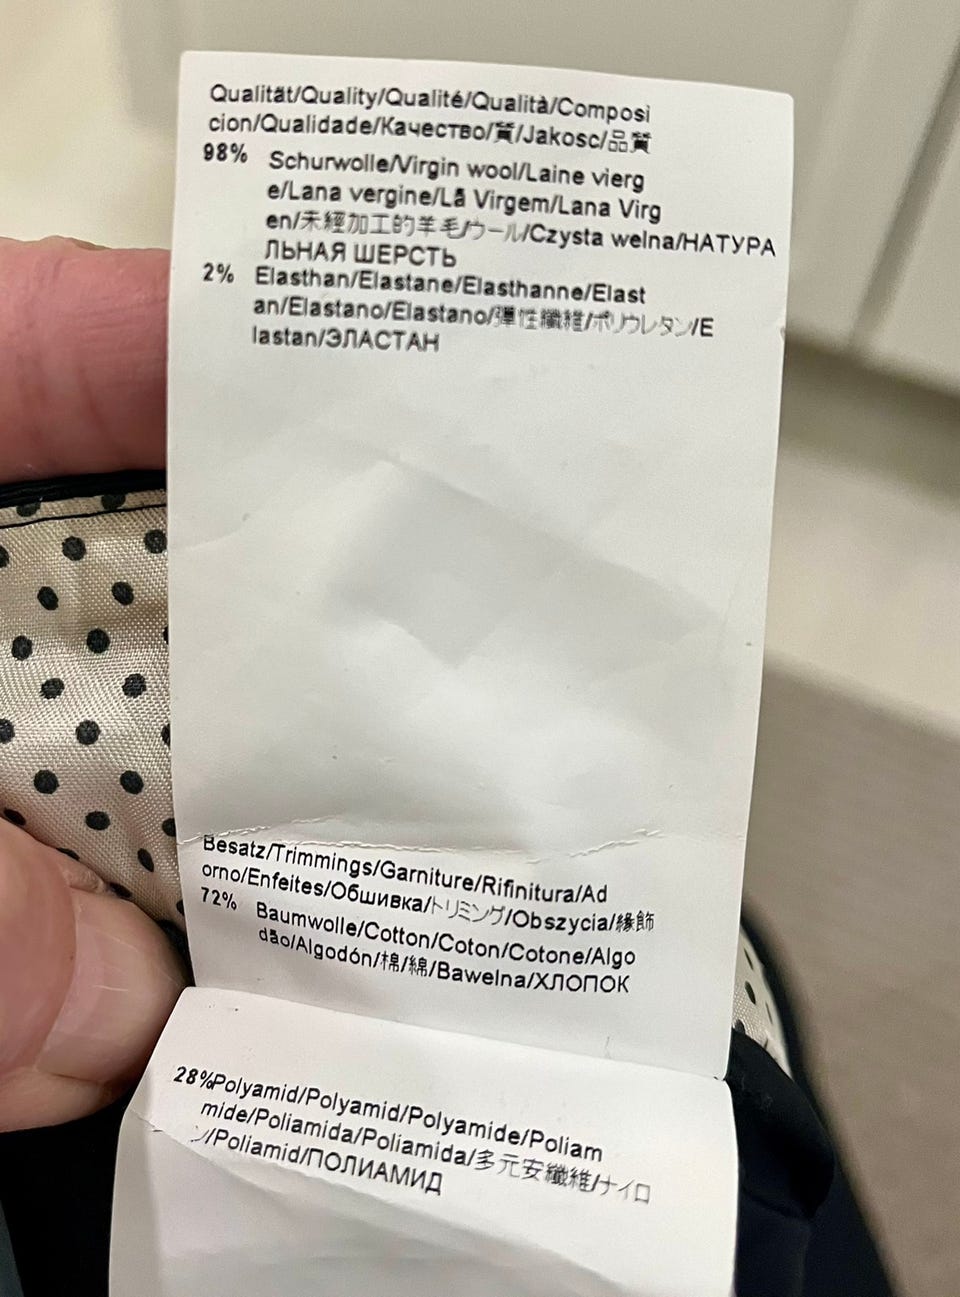 Qualität/Quality/Qualité/Qualità/Composi
cion/Qualidade/Качество/質/Jakosc/品質
98% Schurwolle/Virgin wool/Laine vierg
e/Lana vergine/Lã Virgem/Lana Virg
en/未經加工的羊毛/ウール/Czysta welna/НАТУРА
ЛЬНАЯ ШЕРСТЬ
2% Elasthan/Elastane/Elasthanne/Elast
an/Elastano/Elastano/彈性纖維/ポリウレタン/E
lastan/ЭЛАСТАН
Besatz/Trimmings/Garniture/Rifinitura/Ad
orno/Enfeites/Обшивка/トリミング/Obszycia/緣飾
72% Baumwolle/Cotton/Coton/Cotone/Algo
dão/Algodón/棉/綿/Bawelna/ХЛОПОК
28%Polyamid/Polyamid/Polyamide/Poliam
mide/Poliamida/Poliamida/多元安纖維/ナイロ
ン/Poliamid/ПОЛИАМИД